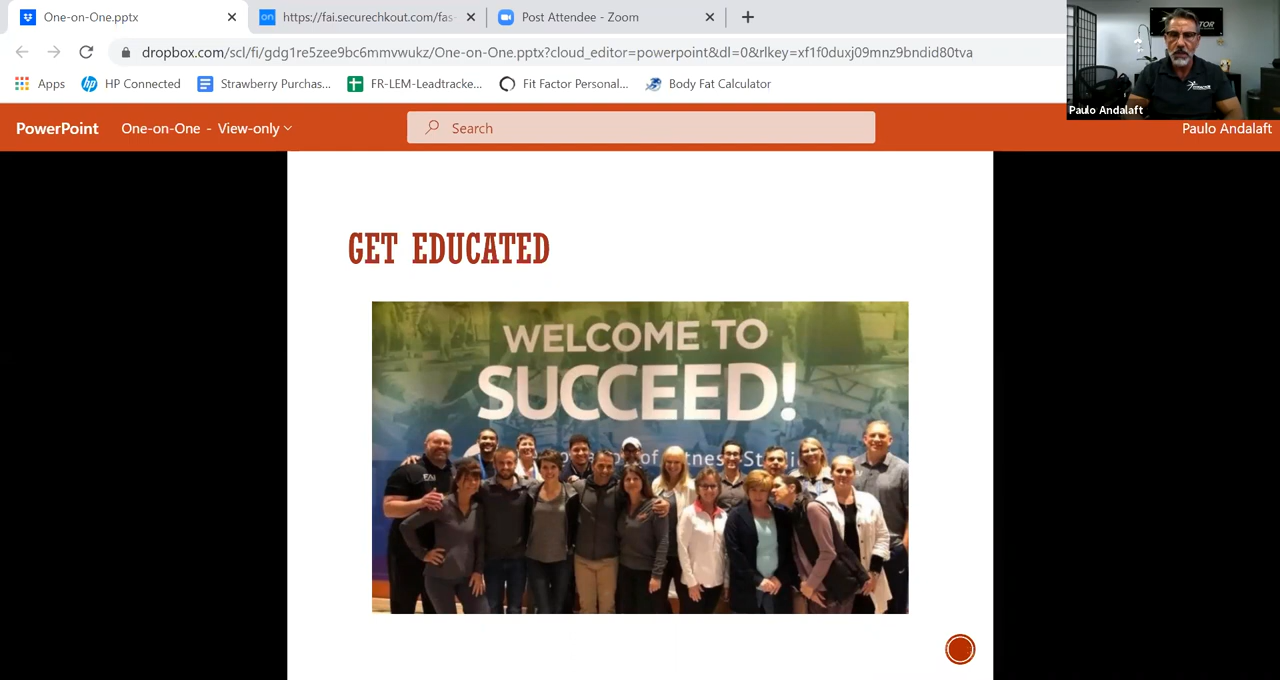 One-on-One.pptx
https://fai.securechkout.com/fas
Post Attendee - Zoom
dropbox.com/scl/fi/gdg1re5zee9bc6mmvwukz/One-on-One.pptx?cloud_editor=powerpoint&dl=0&rlkey=xf1f0duxj09mnz9bndid80tva
Apps
HP Connected
Strawberry Purchas...
FR-LEM-Leadtracke...
Fit Factor Personal...
Body Fat Calculator
Paulo Andalaft
PowerPoint
One-on-One - View-only
Search
Paulo Andalaft
GET EDUCATED
WELCOME TO
SUCCEED!